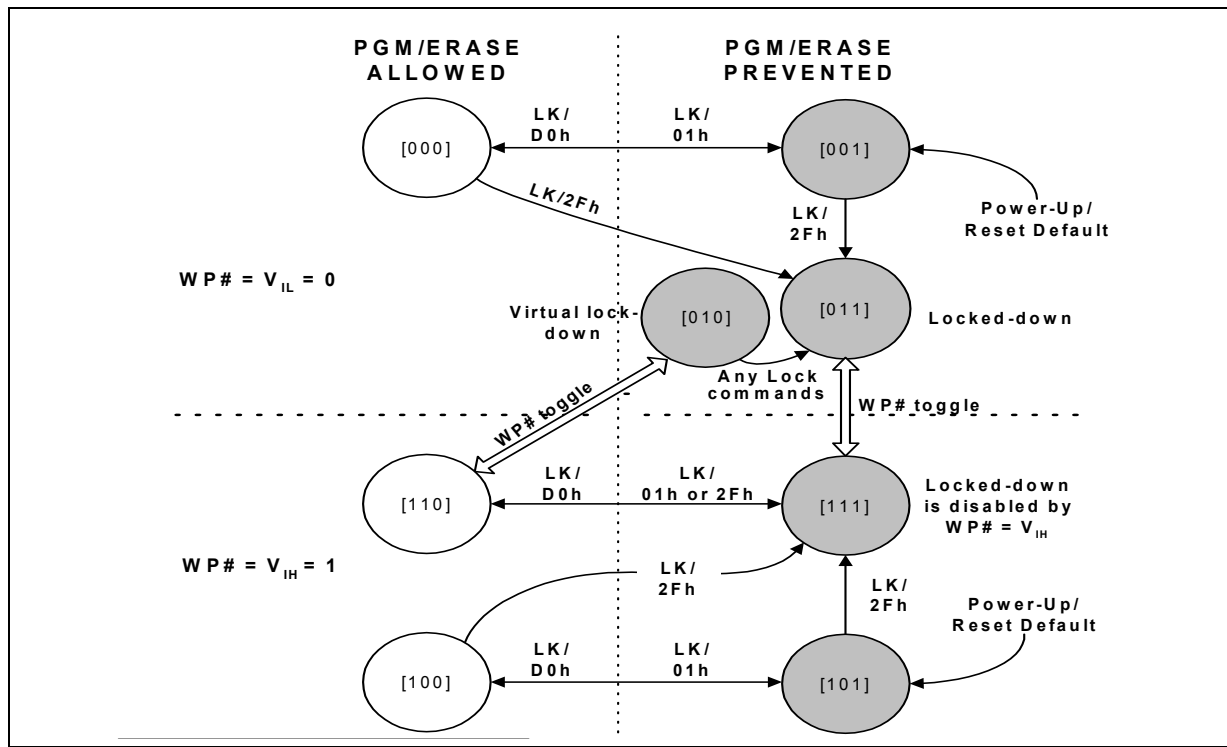 PGM/ERASE
ALLOWED
PGM/ERASE
PREVENTED
LK/
D0h
LK/
01h
[000]
[001]
LK/2Fh
LK/
2Fh
Power-Up/
Reset Default
WP# = VIL = 0
Virtual lock-
down
[010]
[011]
Locked-down
Any Lock
commands
WP# toggle
WP# toggle
LK/
D0h
LK/
01h or 2Fh
[110]
[111]
Locked-down
is disabled by
WP# = VIH
WP# = VIH = 1
LK/
2Fh
LK/
2Fh
Power-Up/
Reset Default
LK/
D0h
LK/
01h
[100]
[101]